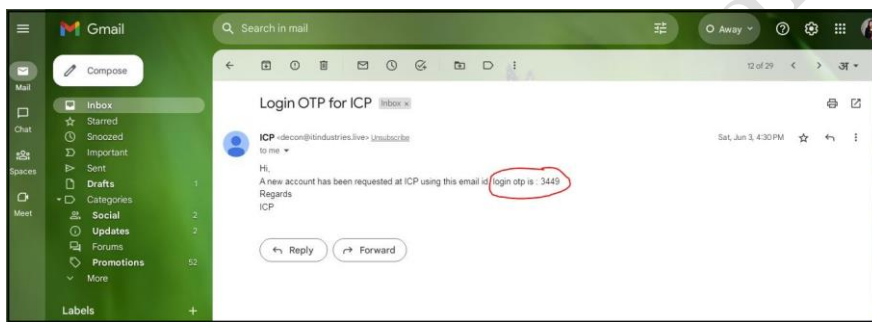 Gmail
Search in mail
Away
Compose
12 of 29
अ
Mail
Inbox
Login OTP for ICP Inbox x
Starred
Chat
Snoozed
ICP <decon@itindustries.live> Unsubscribe
Sat, Jun 3, 4:30 PM
Important
to me
Spaces
Sent
Hi,
Drafts 1
A new account has been requested at ICP using this email id, login otp is : 3449
Categories
Regards
Meet
Social 2
ICP
Updates 2
Forums
Reply
Forward
Promotions 52
More
Labels +